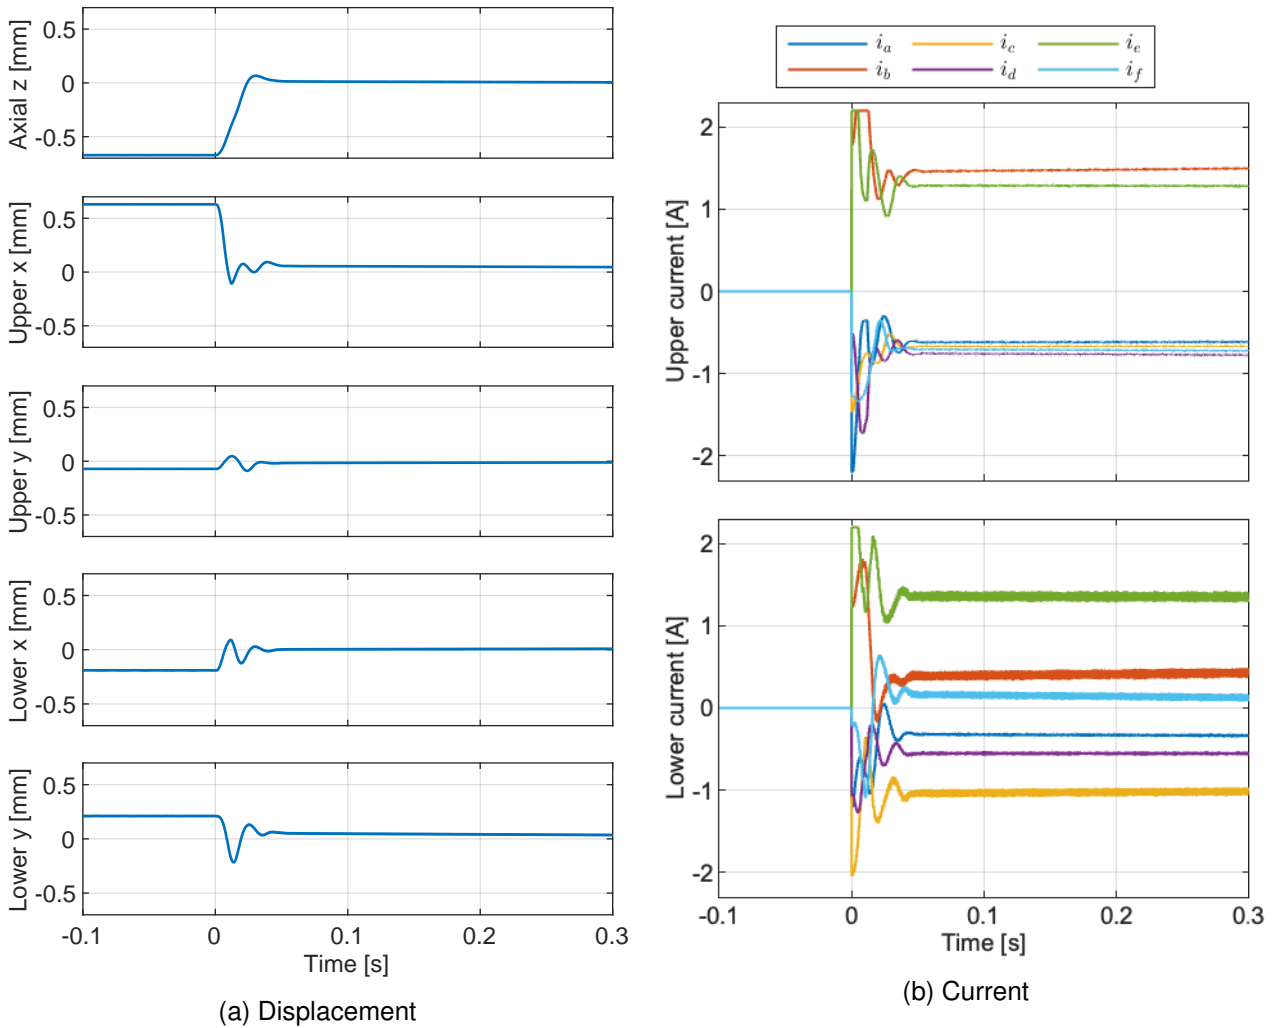 0.5
0
-0.5
Axial z [mm]
0.5
0
-0.5
Upper x [mm]
0.5
0
-0.5
Upper y [mm]
0.5
0
-0.5
Lower x [mm]
0.5
0
-0.5
Lower y [mm]
-0.1 0 0.1 0.2 0.3
Time [s]
(a) Displacement
i_a i_c i_e
i_b i_d i_f
2
1
0
-1
-2
Upper current [A]
2
1
0
-1
-2
Lower current [A]
-0.1 0 0.1 0.2 0.3
Time [s]
(b) Current